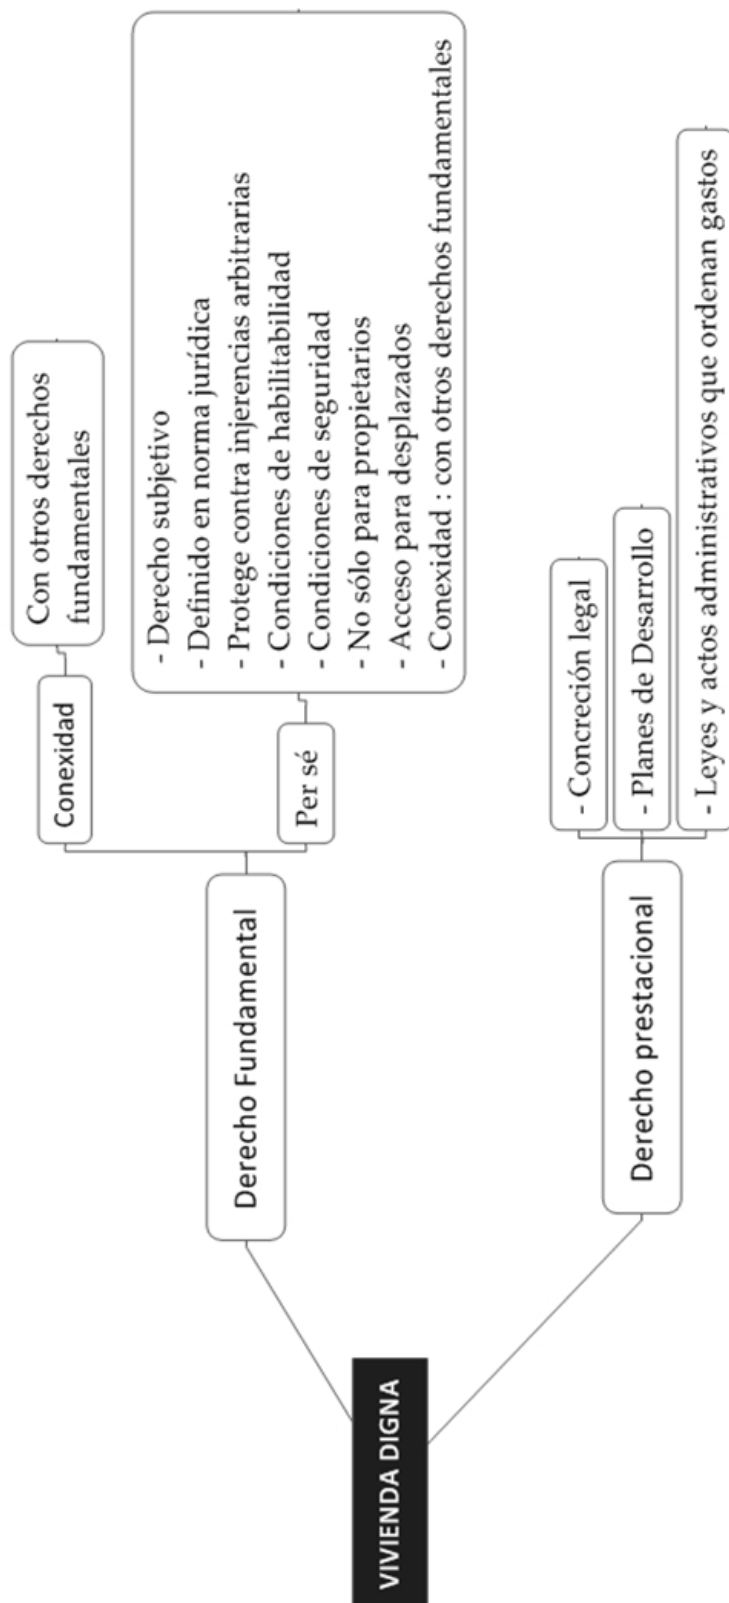 VIVIENDA DIGNA
Derecho Fundamental
Conexidad
Con otros derechos
fundamentales
Per sé
- Derecho subjetivo
- Definido en norma jurídica
- Protege contra injerencias arbitrarias
- Condiciones de habilitabilidad
- Condiciones de seguridad
- No sólo para propietarios
- Acceso para desplazados
- Conexidad : con otros derechos fundamentales
Derecho prestacional
- Concreción legal
- Planes de Desarrollo
- Leyes y actos administrativos que ordenan gastos